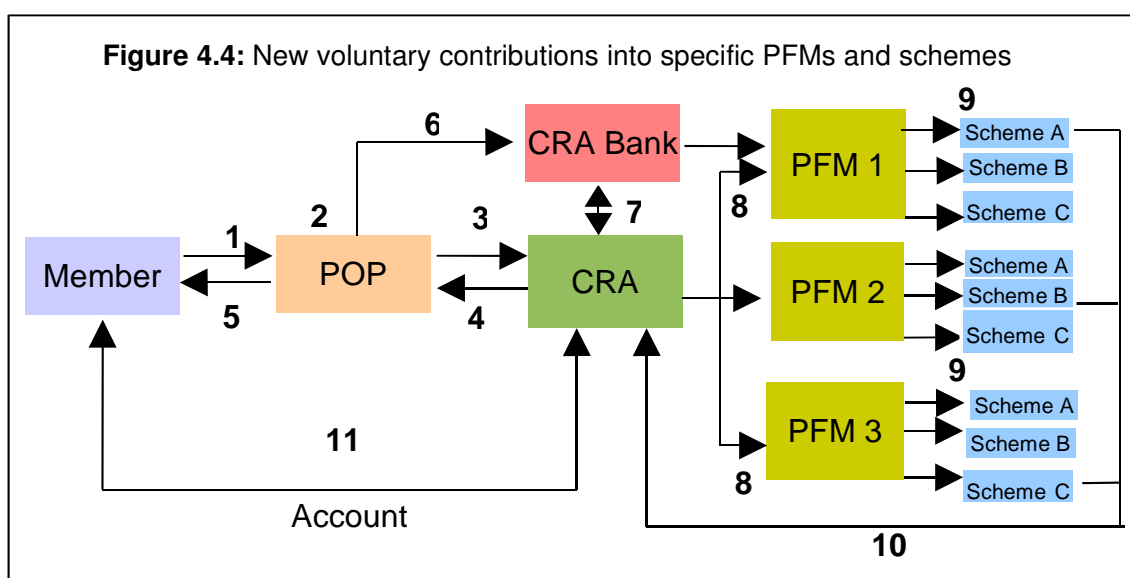 Figure 4.4: New voluntary contributions into specific PFMs and schemes
9
6
CRA Bank
PFM 1
Scheme A
Scheme B
Scheme C
8
7
1
2
3
Member
POP
CRA
5
4
PFM 2
Scheme A
Scheme B
Scheme C
9
PFM 3
Scheme A
Scheme B
Scheme C
8
11
Account
10